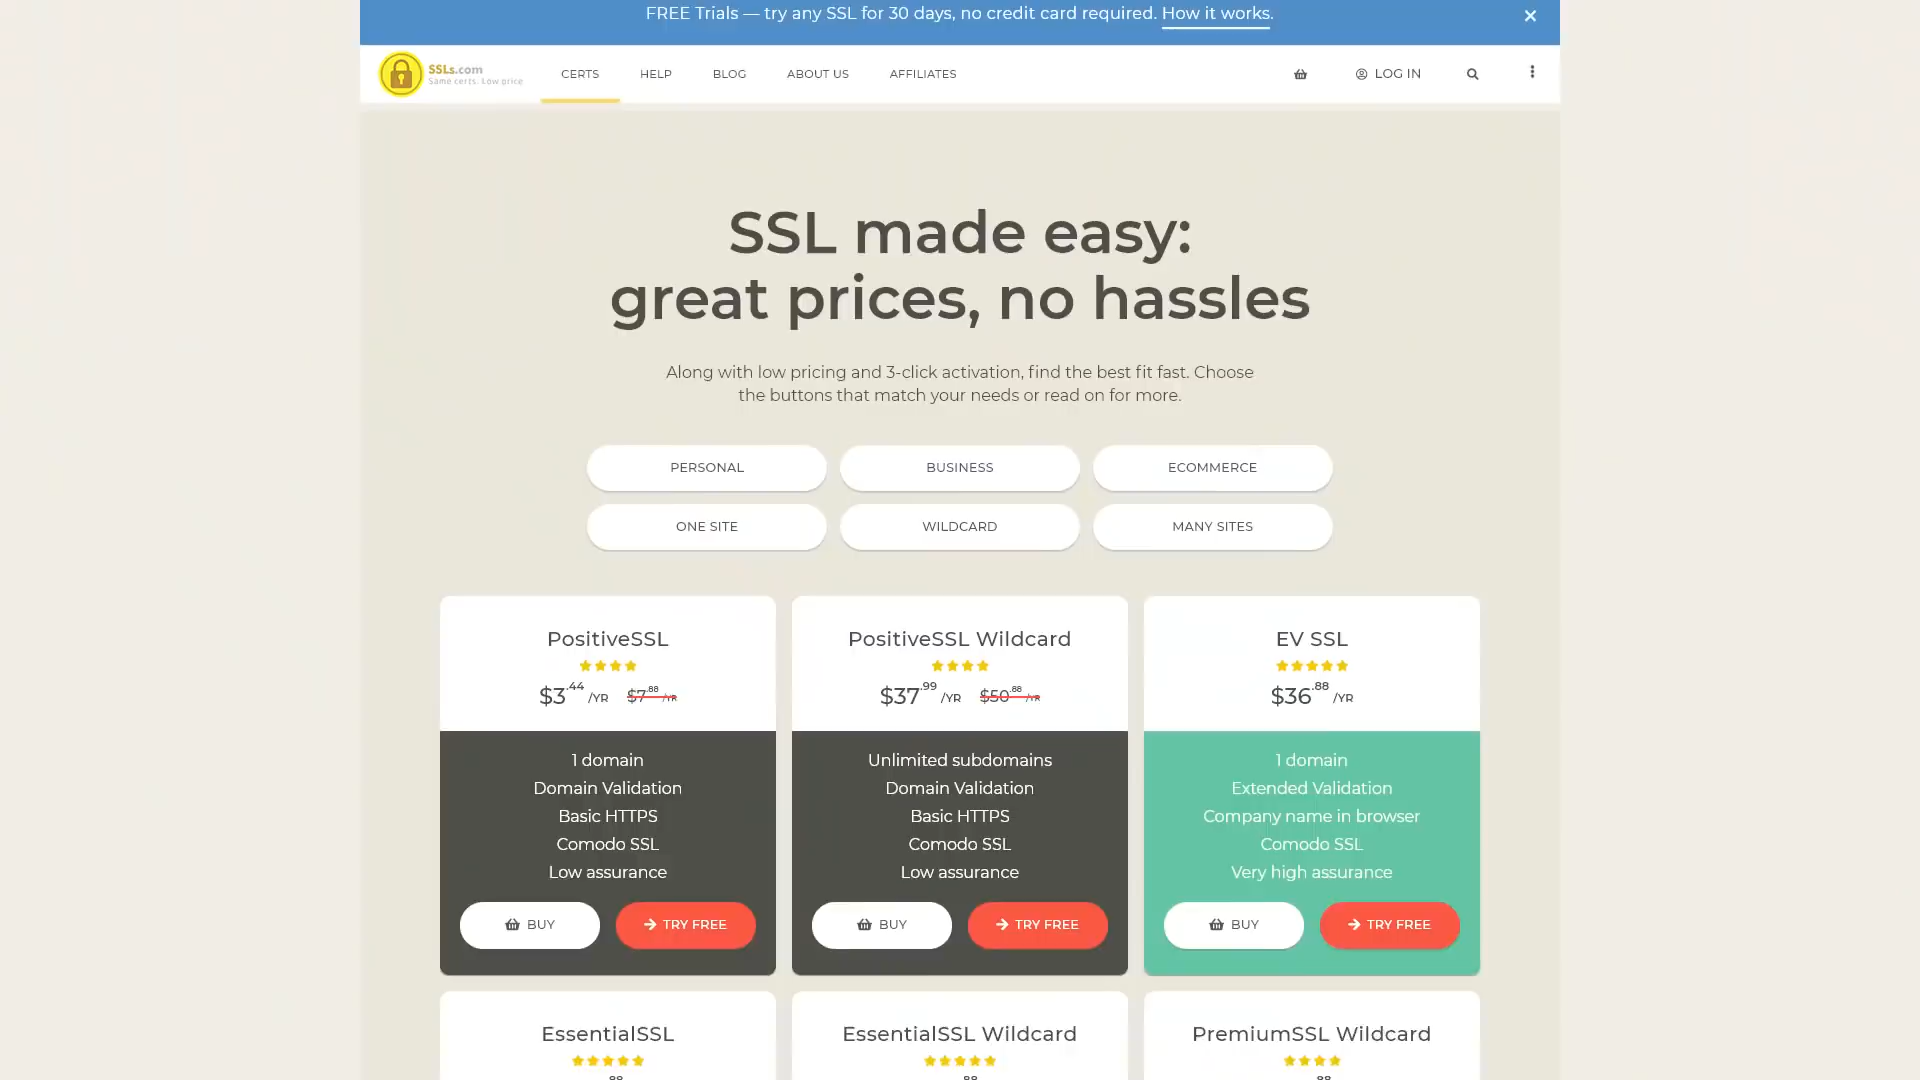 FREE Trials — try any SSL for 30 days, no credit card required. How it works.
SSLs.com
Same certs. Low price
CERTS HELP BLOG ABOUT US AFFILIATES LOG IN
SSL made easy:
great prices, no hassles
Along with low pricing and 3-click activation, find the best fit fast. Choose
the buttons that match your needs or read on for more.
PERSONAL BUSINESS ECOMMERCE
ONE SITE WILDCARD MANY SITES
PositiveSSL
$3.44 /YR $7.88 /YR
1 domain
Domain Validation
Basic HTTPS
Comodo SSL
Low assurance
BUY TRY FREE
PositiveSSL Wildcard
$37.99 /YR $50.88 /YR
Unlimited subdomains
Domain Validation
Basic HTTPS
Comodo SSL
Low assurance
BUY TRY FREE
EV SSL
$36.88 /YR
1 domain
Extended Validation
Company name in browser
Comodo SSL
Very high assurance
BUY TRY FREE
EssentialSSL
.88
EssentialSSL Wildcard
.88
PremiumSSL Wildcard
.88